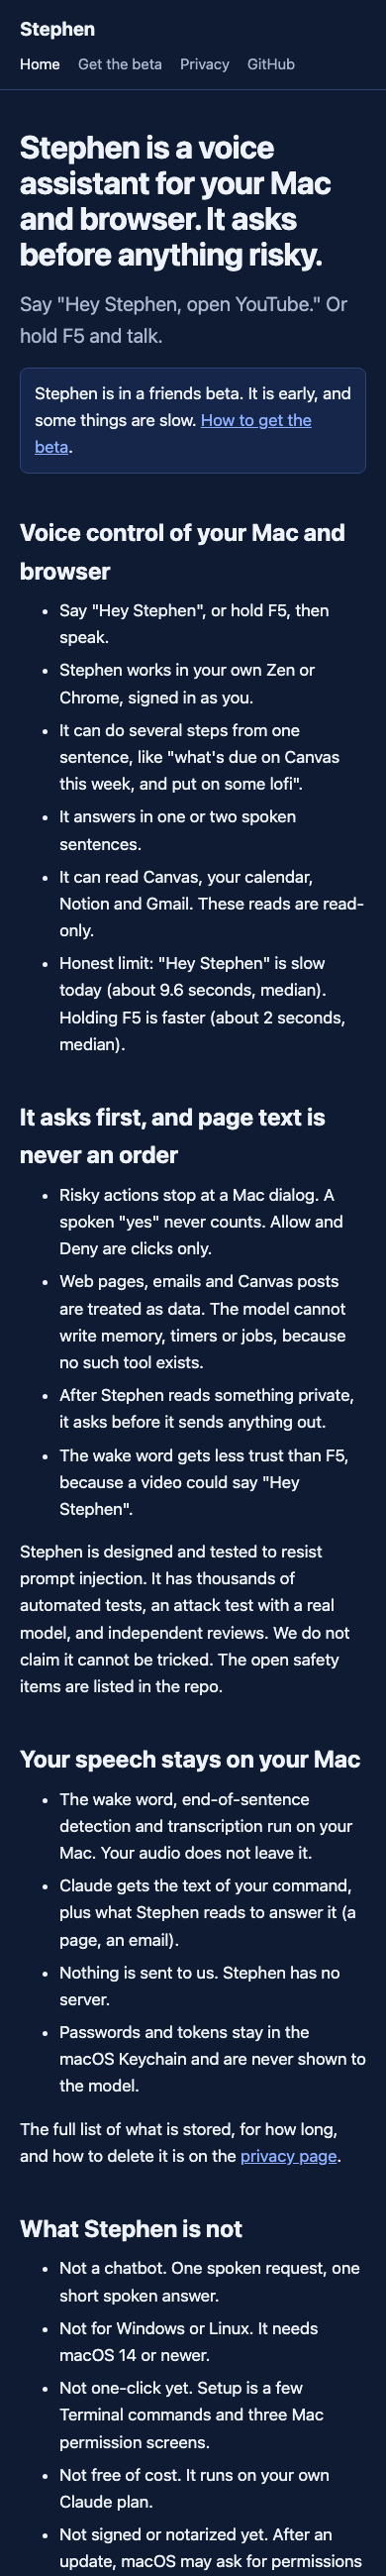 Stephen
Home Get the beta Privacy GitHub
Stephen is a voice
assistant for your Mac
and browser. It asks
before anything risky.
Say "Hey Stephen, open YouTube." Or
hold F5 and talk.
Stephen is in a friends beta. It is early, and
some things are slow. How to get the
beta.
Voice control of your Mac and
browser
• Say "Hey Stephen", or hold F5, then
speak.
• Stephen works in your own Zen or
Chrome, signed in as you.
• It can do several steps from one
sentence, like "what's due on Canvas
this week, and put on some lofi".
• It answers in one or two spoken
sentences.
• It can read Canvas, your calendar,
Notion and Gmail. These reads are read-
only.
• Honest limit: "Hey Stephen" is slow
today (about 9.6 seconds, median).
Holding F5 is faster (about 2 seconds,
median).
It asks first, and page text is
never an order
• Risky actions stop at a Mac dialog. A
spoken "yes" never counts. Allow and
Deny are clicks only.
• Web pages, emails and Canvas posts
are treated as data. The model cannot
write memory, timers or jobs, because
no such tool exists.
• After Stephen reads something private,
it asks before it sends anything out.
• The wake word gets less trust than F5,
because a video could say "Hey
Stephen".
Stephen is designed and tested to resist
prompt injection. It has thousands of
automated tests, an attack test with a real
model, and independent reviews. We do not
claim it cannot be tricked. The open safety
items are listed in the repo.
Your speech stays on your Mac
• The wake word, end-of-sentence
detection and transcription run on your
Mac. Your audio does not leave it.
• Claude gets the text of your command,
plus what Stephen reads to answer it (a
page, an email).
• Nothing is sent to us. Stephen has no
server.
• Passwords and tokens stay in the
macOS Keychain and are never shown to
the model.
The full list of what is stored, for how long,
and how to delete it is on the privacy page.
What Stephen is not
• Not a chatbot. One spoken request, one
short spoken answer.
• Not for Windows or Linux. It needs
macOS 14 or newer.
• Not one-click yet. Setup is a few
Terminal commands and three Mac
permission screens.
• Not free of cost. It runs on your own
Claude plan.
• Not signed or notarized yet. After an
update, macOS may ask for permissions